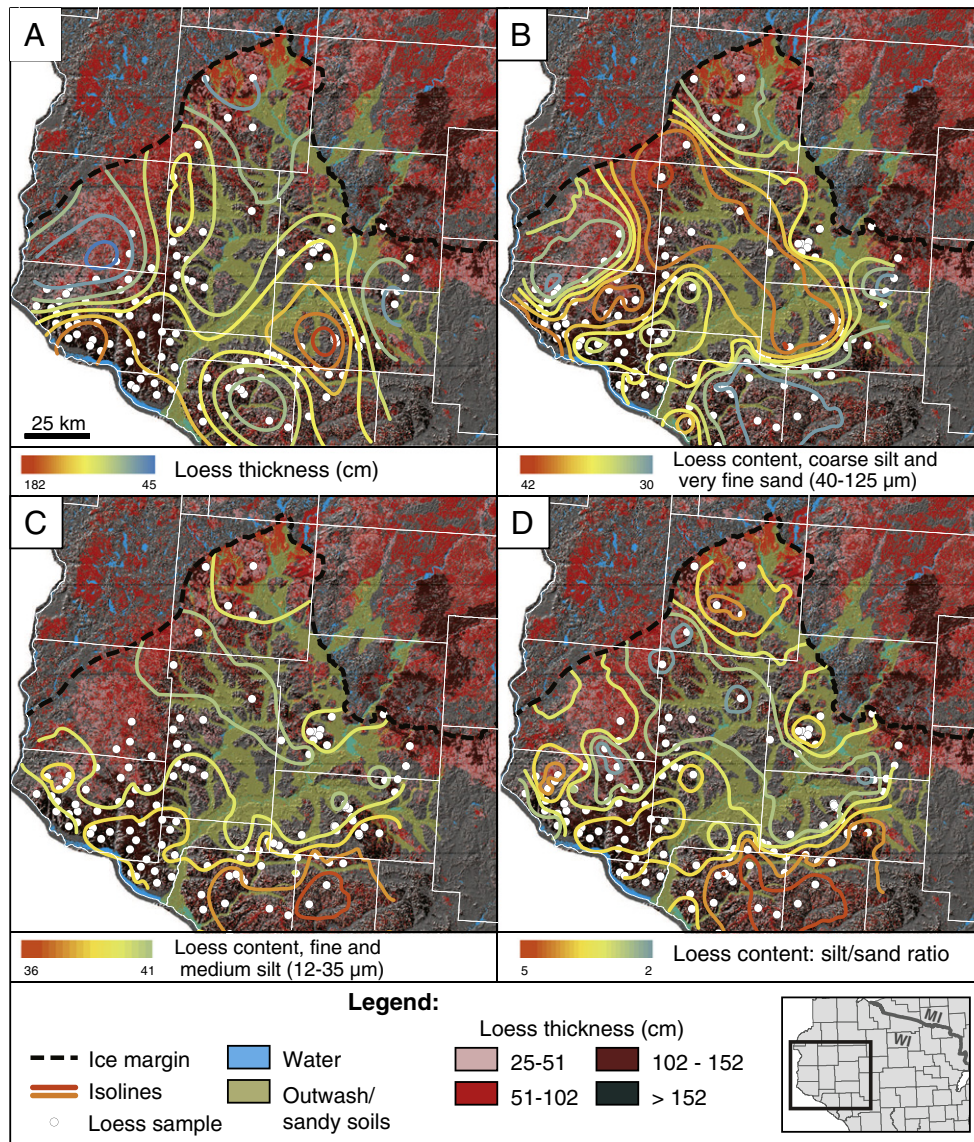 A
B
25 km
182
45
Loess thickness (cm)
42
30
Loess content, coarse silt and
very fine sand (40-125 µm)
C
D
36
41
Loess content, fine and
medium silt (12-35 µm)
5
2
Loess content: silt/sand ratio
Legend:
Ice margin
Isolines
Loess sample
Water
Outwash/
sandy soils
Loess thickness (cm)
25-51
51-102
102 - 152
> 152
MI
WI